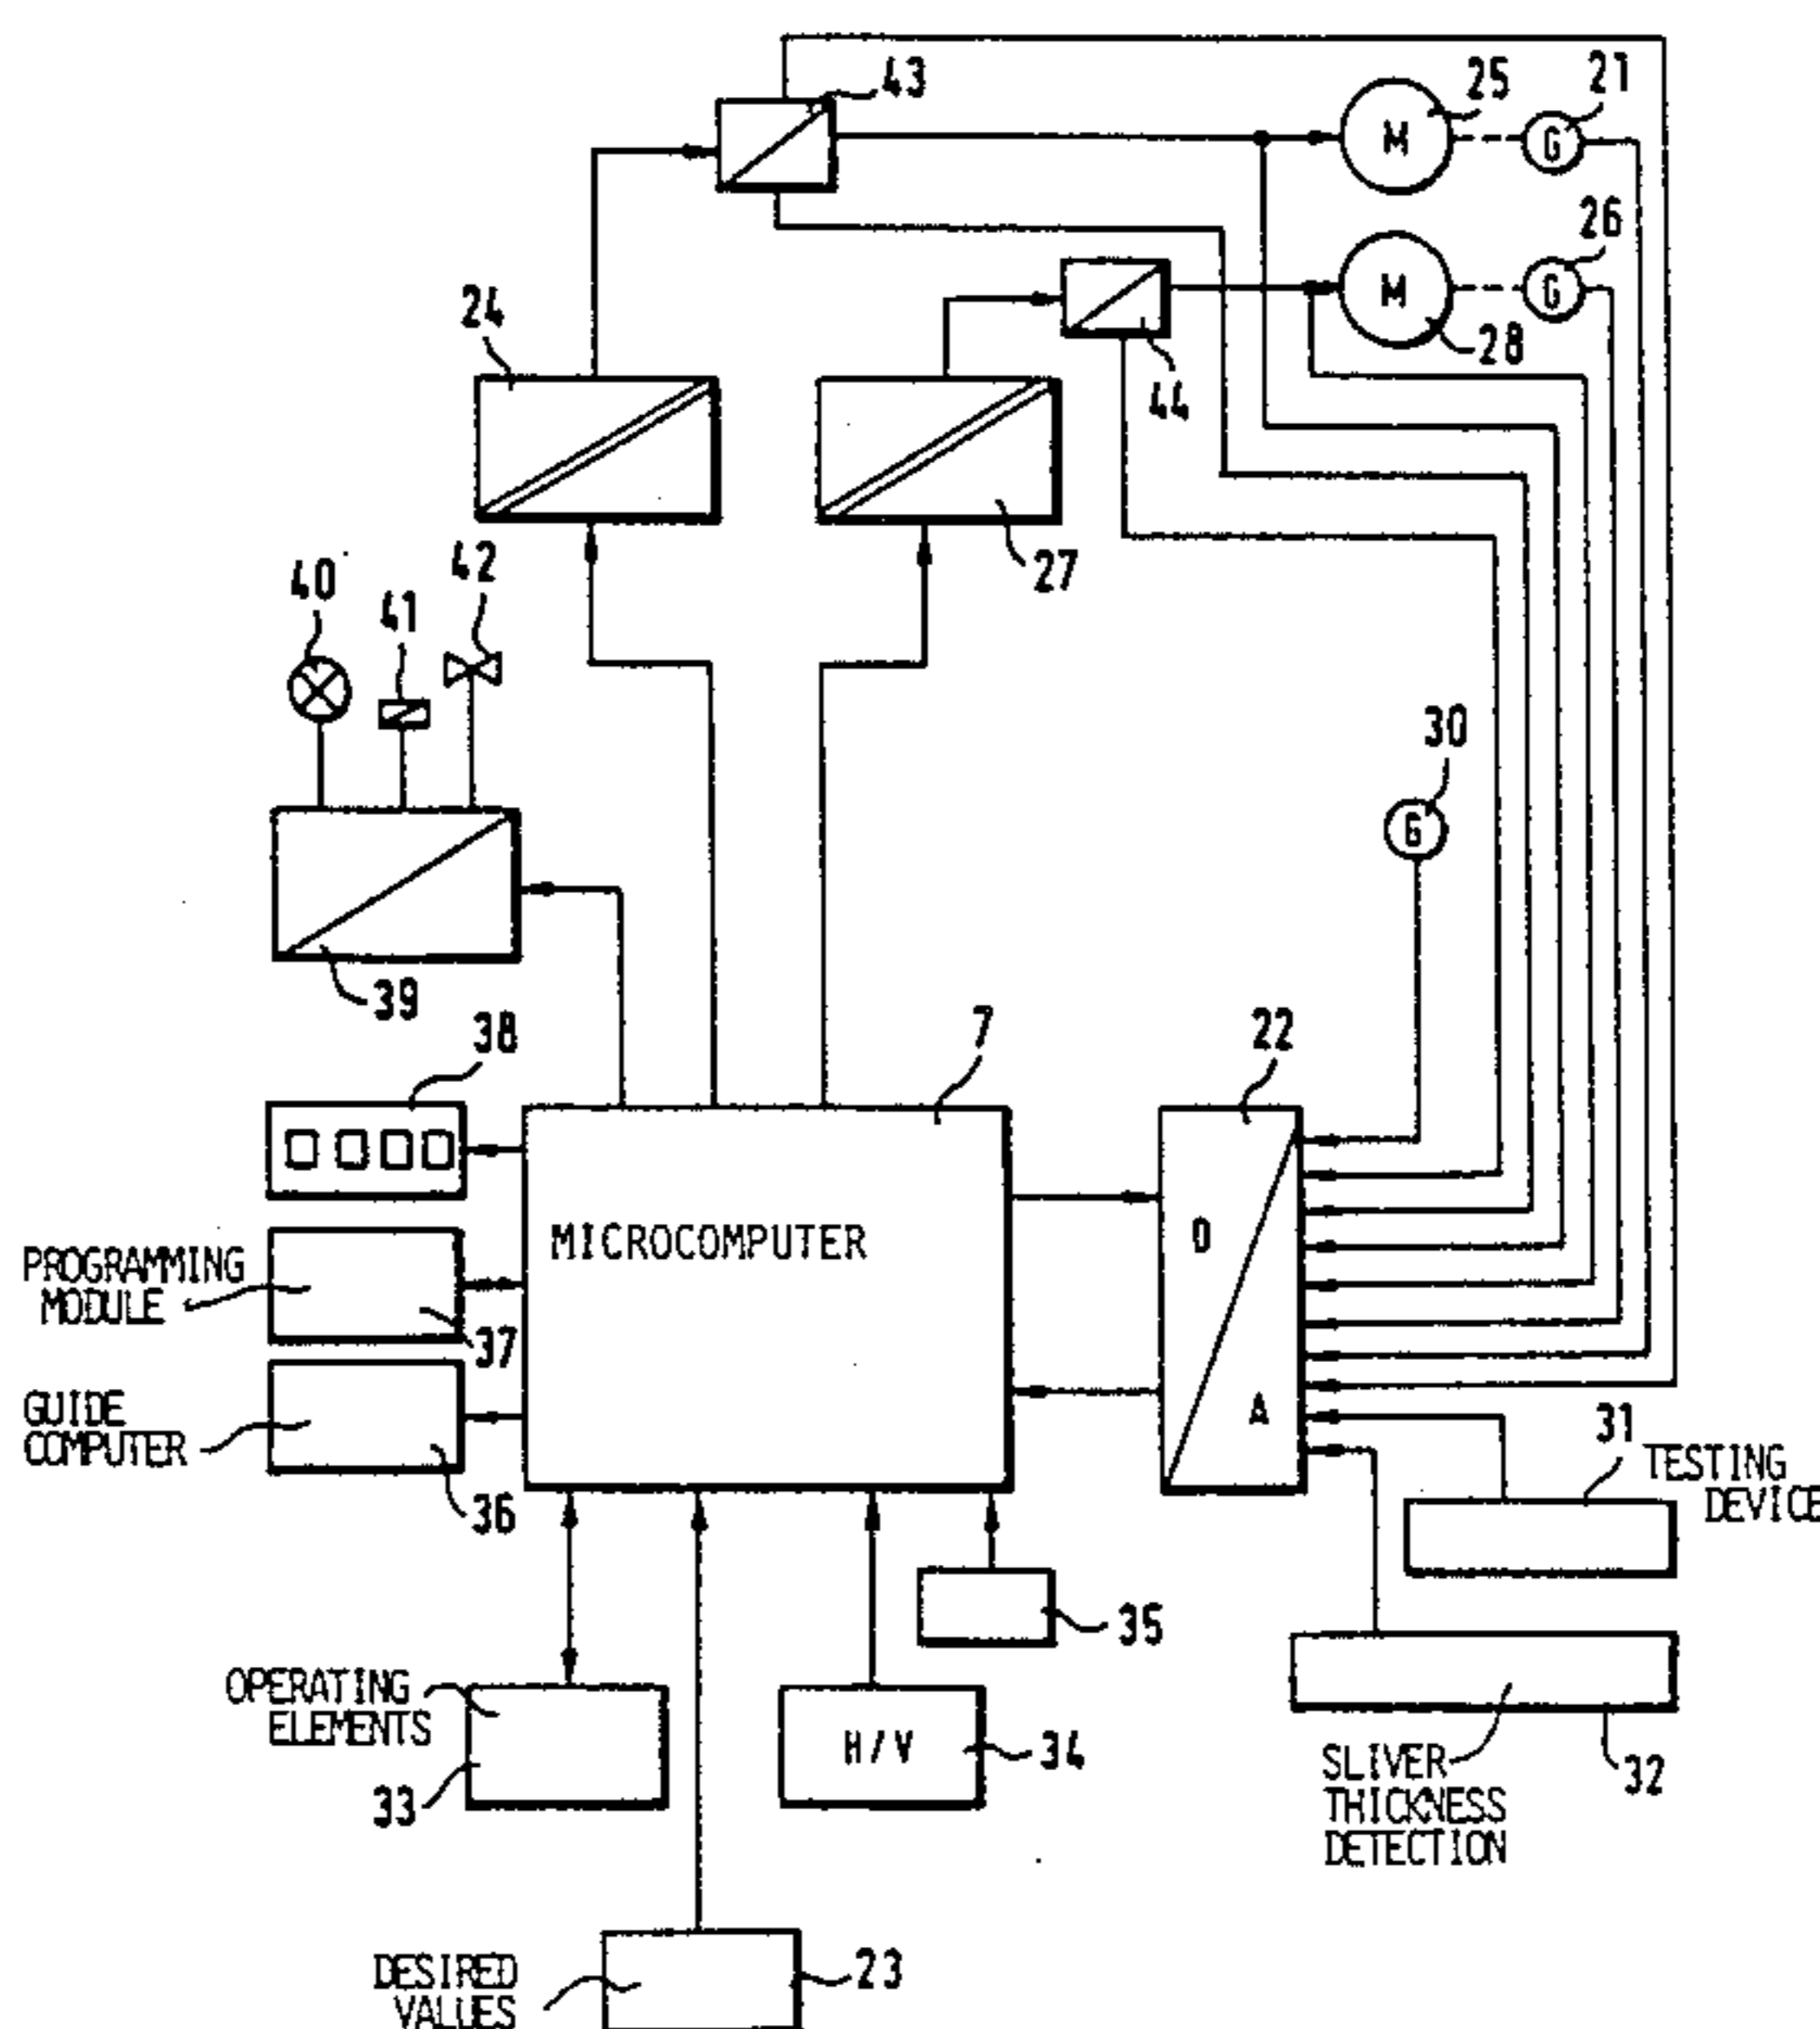 43
25
21
M
G
26
24
M
G
28
44
42
40
41
27
30
G
39
38
7
22
MICROCOMPUTER
D
A
PROGRAMMING
MODULE
37
GUIDE
COMPUTER
36
31
TESTING
DEVICE
35
OPERATING
ELEMENTS
33
H/V
34
SLIVER
THICKNESS
DETECTION
32
DESIRED
VALUES
23